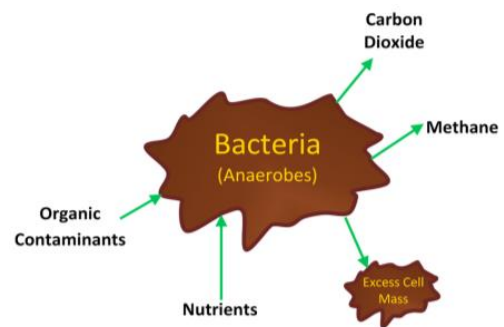 Carbon
Dioxide
Methane
Bacteria
(Anaerobes)
Organic
Contaminants
Nutrients
Excess Cell
Mass